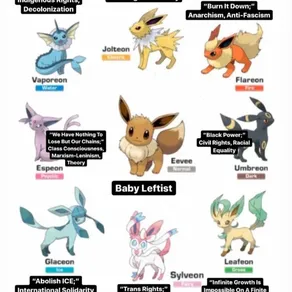 Indigenous Rights,
Decolonization
"Burn It Down;"
Anarchism, Anti-Fascism
Jolteon
Electric
Vaporeon
Water
Flareon
Fire
"We Have Nothing To
Lose But Our Chains;"
Class Consciousness,
Marxism-Leninism,
Theory
"Black Power;"
Civil Rights, Racial
Equality
Espeon
Psychic
Eevee
Normal
Umbreon
Dark
Baby Leftist
Glaceon
Ice
Sylveon
Fairy
Leafeon
Grass
"Abolish ICE;"
International Solidarity
"Trans Rights;"
"Infinite Growth Is
Impossible On A Finite